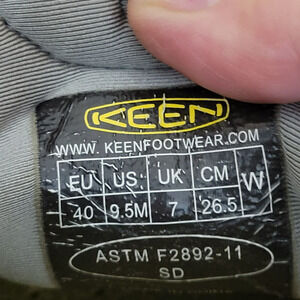 KEEN
WWW.KEENFOOTWEAR.COM
EU US UK CM W
40 9.5M 7 26.5
ASTM F2892-11
SD